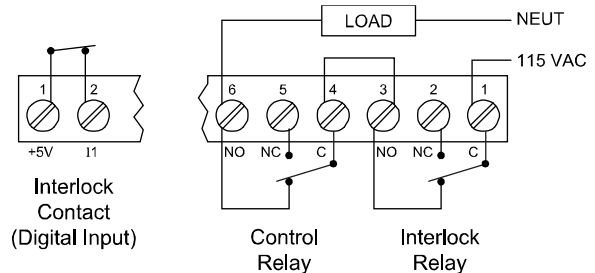 LOAD
NEUT
115 VAC
1 2
6 5 4 3 2 1
+5V I1
NO NC C NO NC C
Interlock
Contact
(Digital Input)
Control
Relay
Interlock
Relay